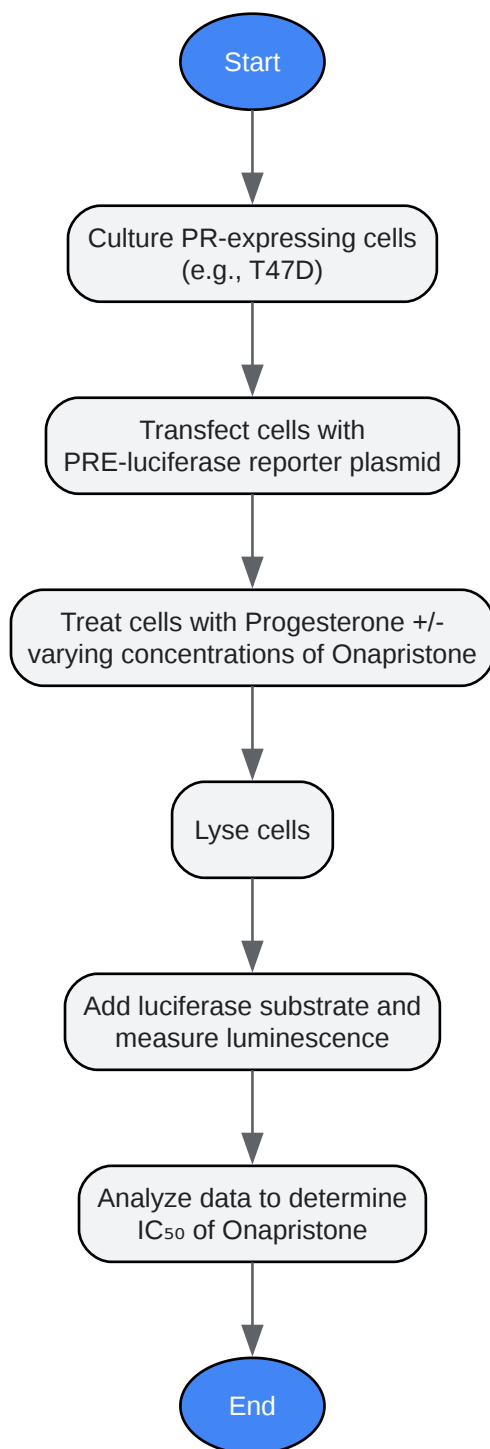 Start
Culture PR-expressing cells
(e.g., T47D)
Transfect cells with
PRE-luciferase reporter plasmid
Treat cells with Progesterone +/-
varying concentrations of Onapristone
Lyse cells
Add luciferase substrate and
measure luminescence
Analyze data to determine
IC₅₀ of Onapristone
End